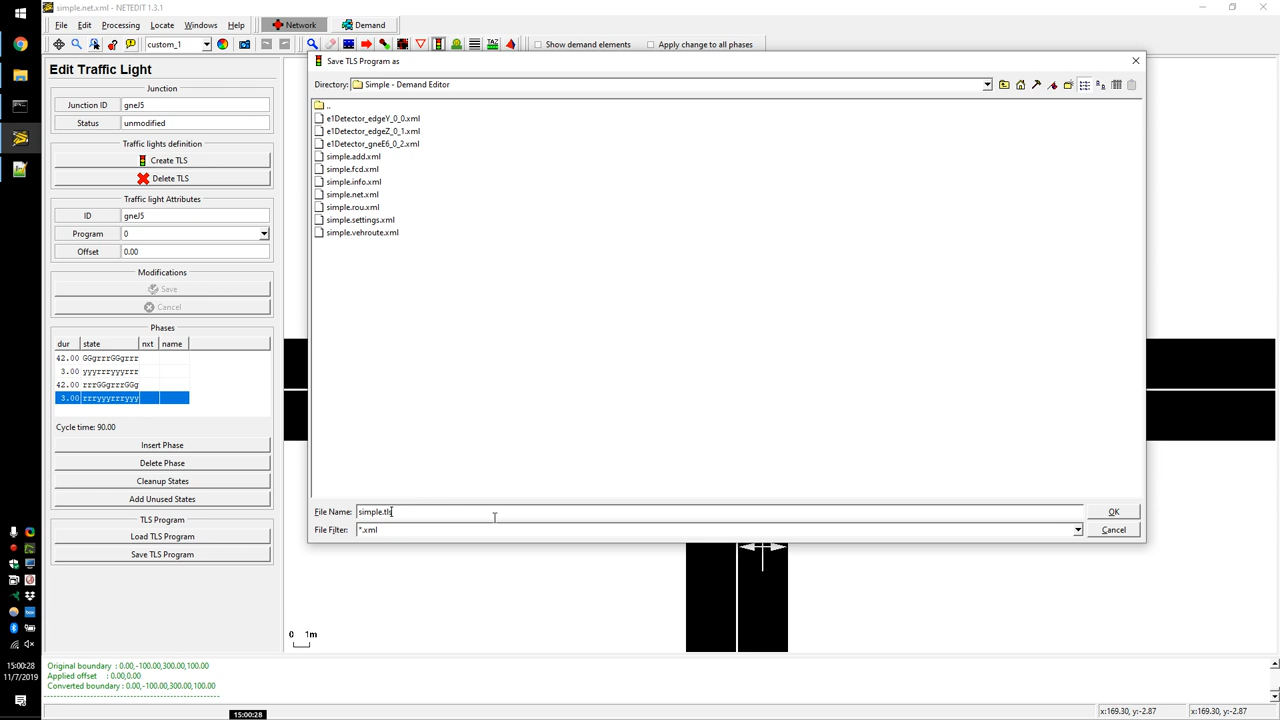 simple.net.xml - NETEDIT 1.3.1
File Edit Processing Locate Windows Help Network Demand
custom_1 Show demand elements Apply change to all phases
Edit Traffic Light
Junction
Junction ID gneJ5
Status unmodified
Traffic lights definition
Create TLS
Delete TLS
Traffic light Attributes
ID gneJ5
Program 0
Offset 0.00
Modifications
Save
Cancel
Phases
dur state nxt name
42.00 GGgrrrGGgrrr
3.00 yyyrrryyyrrr
42.00 rrrGGgrrrGGg
3.00 rrryyyrrryyy
Cycle time: 90.00
Insert Phase
Delete Phase
Cleanup States
Add Unused States
TLS Program
Load TLS Program
Save TLS Program
Save TLS Program as
Directory: Simple - Demand Editor
..
e1Detector_edgeY_0_0.xml
e1Detector_edgeZ_0_1.xml
e1Detector_gneE6_0_2.xml
simple.add.xml
simple.fcd.xml
simple.info.xml
simple.net.xml
simple.rou.xml
simple.settings.xml
simple.vehroute.xml
File Name: simple.tls OK
File Filter: *.xml Cancel
0 1m
Original boundary : 0.00,-100.00,300.00,100.00
Applied offset : 0.00,0.00
Converted boundary : 0.00,-100.00,300.00,100.00
x:169.30, y:-2.87 x:169.30, y:-2.87
15:00:28
11/7/2019
15:00:28